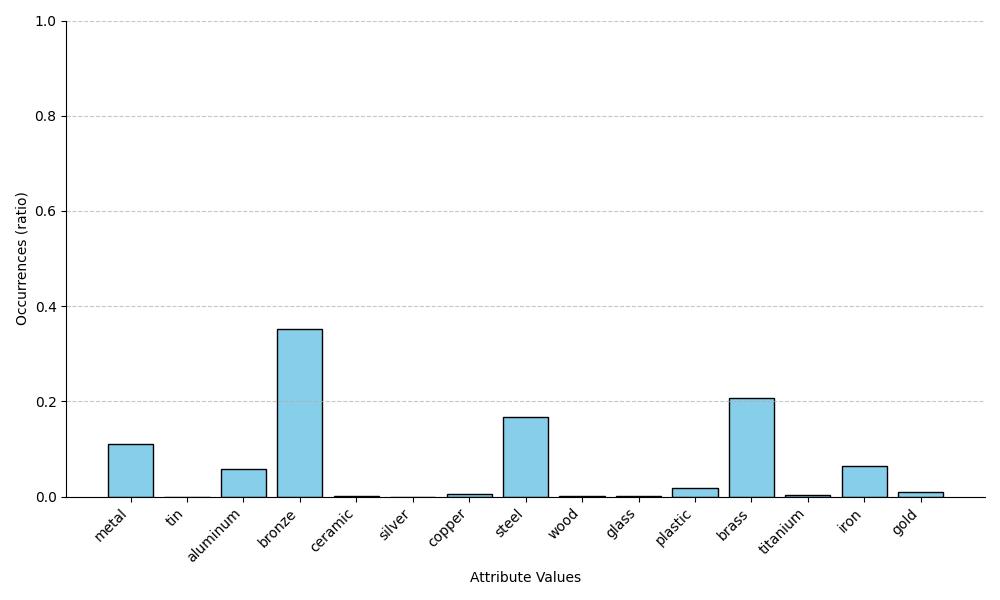 1.0
0.8
0.6
0.4
0.2
0.0
Occurrences (ratio)
metal
tin
aluminum
bronze
ceramic
silver
copper
steel
wood
glass
plastic
brass
titanium
iron
gold
Attribute Values